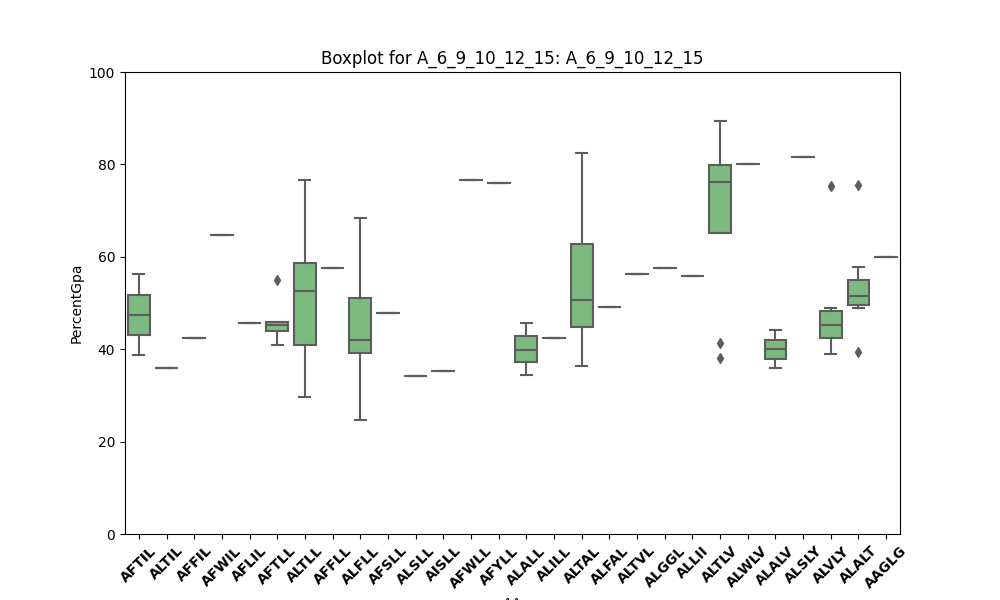 Boxplot for A_6_9_10_12_15: A_6_9_10_12_15
100
80
60
40
20
0
PercentGpa
AFTIL ALTIL AFFIL AFWIL AFLIL AFTLL ALTLL AFFLL ALFLL AFSLL ALSLL AISLL AFWLL AFYLL ALALL ALILL ALTAL ALFAL ALTVL ALGGL ALLII ALTLV ALWLV ALALV ALSLY ALVLY ALALT AAGLG